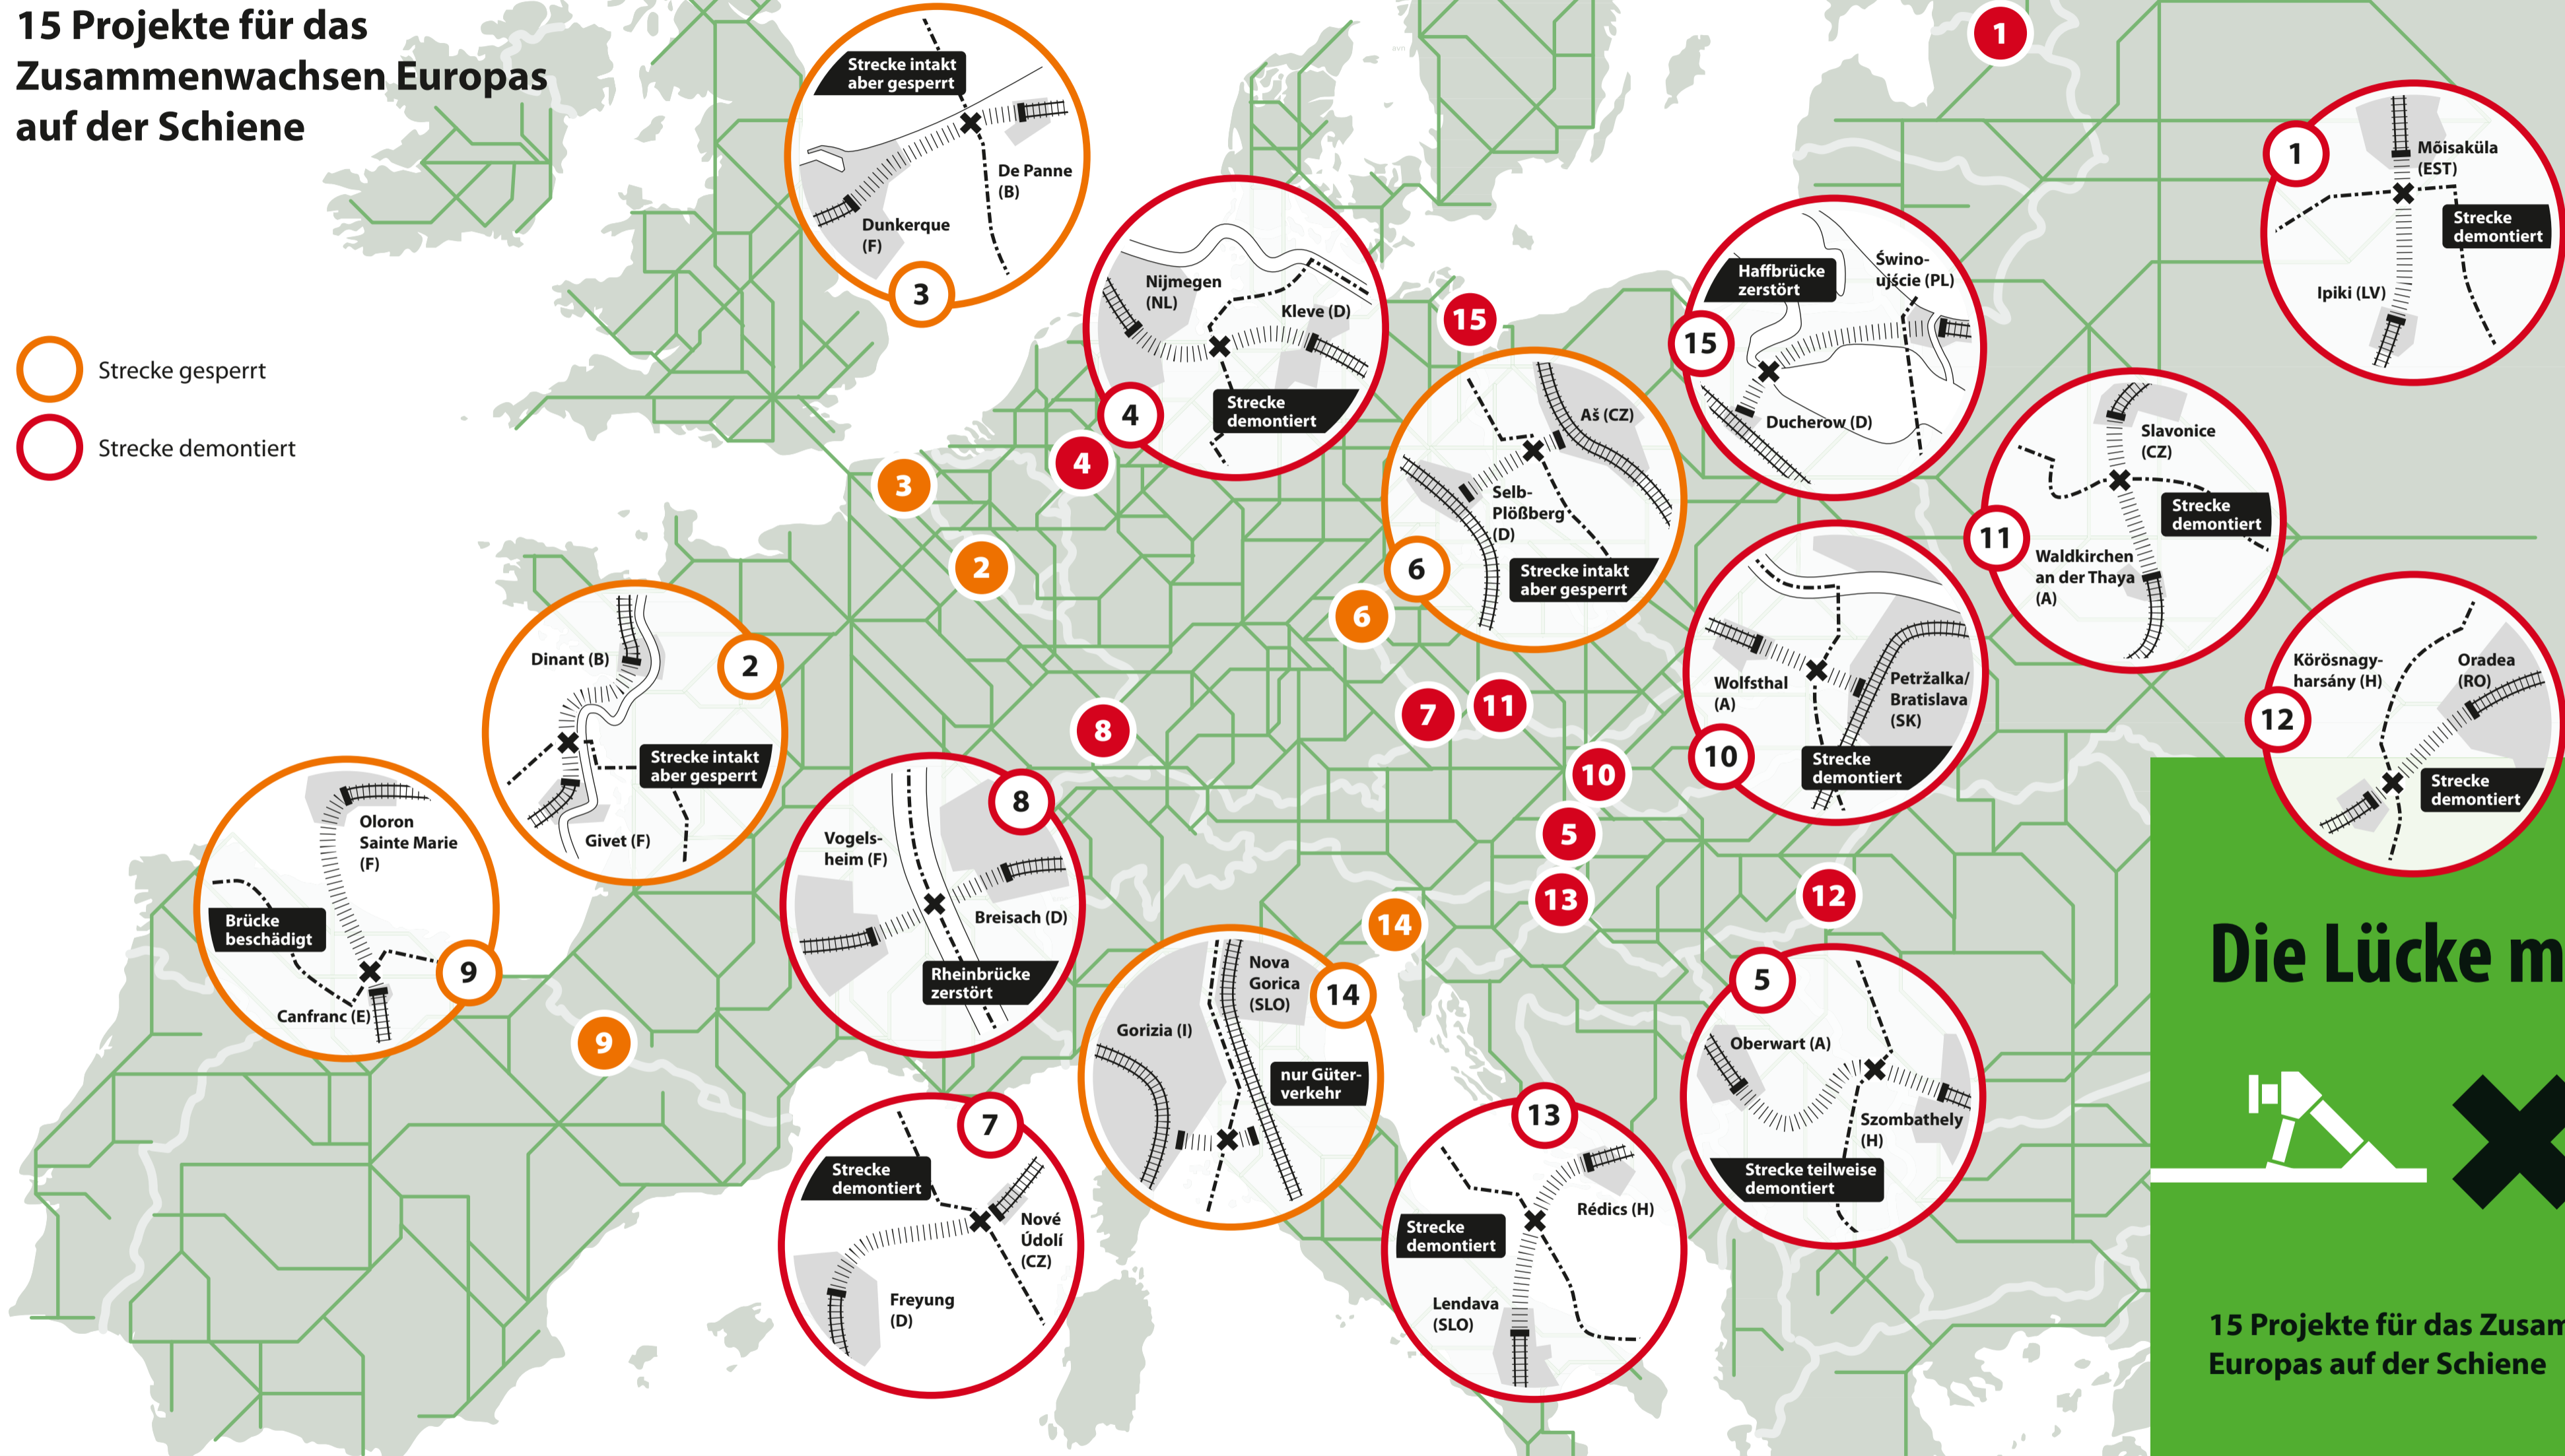 15 Projekte für das
Zusammenwachsen Europas
auf der Schiene
Strecke gesperrt
Strecke demontiert
Strecke intakt
aber gesperrt
De Panne
(B)
Dunkerque
(F)
3
Nijmegen
(NL)
Kleve (D)
Strecke
demontiert
4
Haffbrücke
zerstört
Świno-
ujście (PL)
15
Ducherow (D)
1
1
Mõisaküla
(EST)
Strecke
demontiert
Ipiki (LV)
15
Aš (CZ)
Selb-
Plößberg
(D)
6
Strecke intakt
aber gesperrt
Slavonice
(CZ)
Strecke
demontiert
11
Waldkirchen
an der Thaya
(A)
3
4
2
6
7
11
8
10
5
13
12
14
9
Dinant (B)
2
Strecke intakt
aber gesperrt
Givet (F)
Wolfsthal
(A)
Petržalka/
Bratislava
(SK)
10
Strecke
demontiert
Körösnagy-
harsány (H)
Oradea
(RO)
12
Strecke
demontiert
Oloron
Sainte Marie
(F)
Brücke
beschädigt
9
Canfranc (E)
8
Vogels-
heim (F)
Breisach (D)
Rheinbrücke
zerstört
Nova
Gorica
(SLO)
14
Gorizia (I)
nur Güter-
verkehr
5
Oberwart (A)
Szombathely
(H)
Strecke teilweise
demontiert
7
Strecke
demontiert
Nové
Údolí
(CZ)
Freyung
(D)
13
Rédics (H)
Strecke
demontiert
Lendava
(SLO)
Die Lücke m
15 Projekte für das Zusam
Europas auf der Schiene